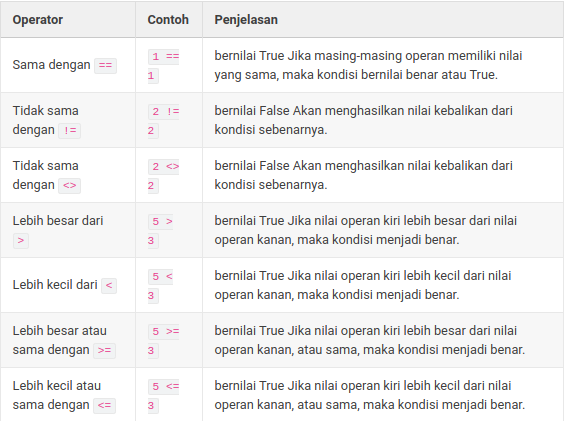 Operator Contoh Penjelasan
Sama dengan == 1 == bernilai True Jika masing-masing operan memiliki nilai
1 yang sama, maka kondisi bernilai benar atau True.
Tidak sama 2 != bernilai False Akan menghasilkan nilai kebalikan dari
dengan != 2 kondisi sebenarnya.
Tidak sama 2 <> bernilai False Akan menghasilkan nilai kebalikan dari
dengan <> 2 kondisi sebenarnya.
Lebih besar dari 5 > bernilai True Jika nilai operan kiri lebih besar dari nilai
> 3 operan kanan, maka kondisi menjadi benar.
Lebih kecil dari < 5 < bernilai True Jika nilai operan kiri lebih kecil dari nilai
3 operan kanan, maka kondisi menjadi benar.
Lebih besar atau 5 >= bernilai True Jika nilai operan kiri lebih besar dari nilai
sama dengan >= 3 operan kanan, atau sama, maka kondisi menjadi benar.
Lebih kecil atau 5 <= bernilai True Jika nilai operan kiri lebih kecil dari nilai
sama dengan <= 3 operan kanan, atau sama, maka kondisi menjadi benar.